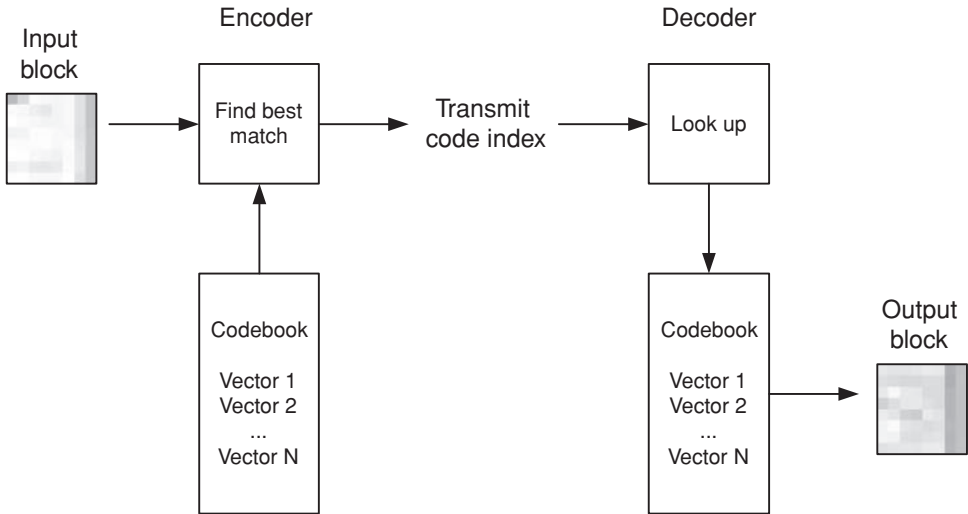 Encoder
Decoder
Input
block
Find best
match
Transmit
code index
Look up
Codebook
Vector 1
Vector 2
...
Vector N
Codebook
Vector 1
Vector 2
...
Vector N
Output
block